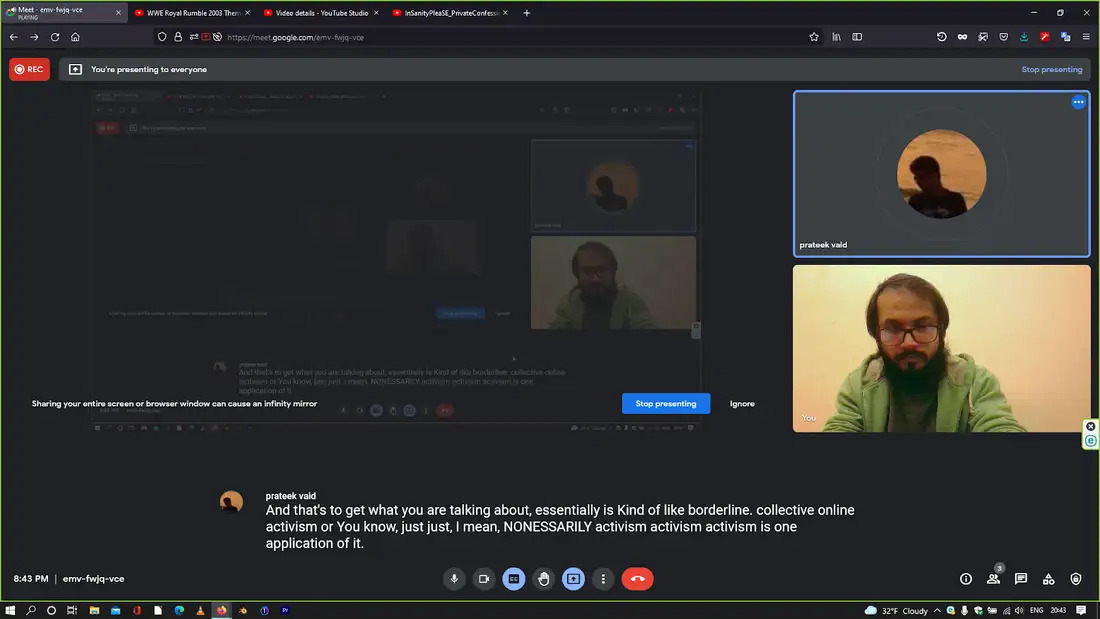 Meet - emv-fwjq-vce
PLAYING
WWE Royal Rumble 2003 Them
Video details - YouTube Studio
InSanityPleaSE_PrivateConfessi
https://meet.google.com/emv-fwjq-vce
REC
You're presenting to everyone
Stop presenting
prateek vaid
You
Sharing your entire screen or browser window can cause an infinity mirror
Stop presenting
Ignore
prateek vaid
And that's to get what you are talking about, essentially is Kind of like borderline. collective online
activism or You know, just just, I mean, NONESSARILY activism activism activism is one
application of it.
8:43 PM | emv-fwjq-vce
3
32°F Cloudy
ENG
20:43